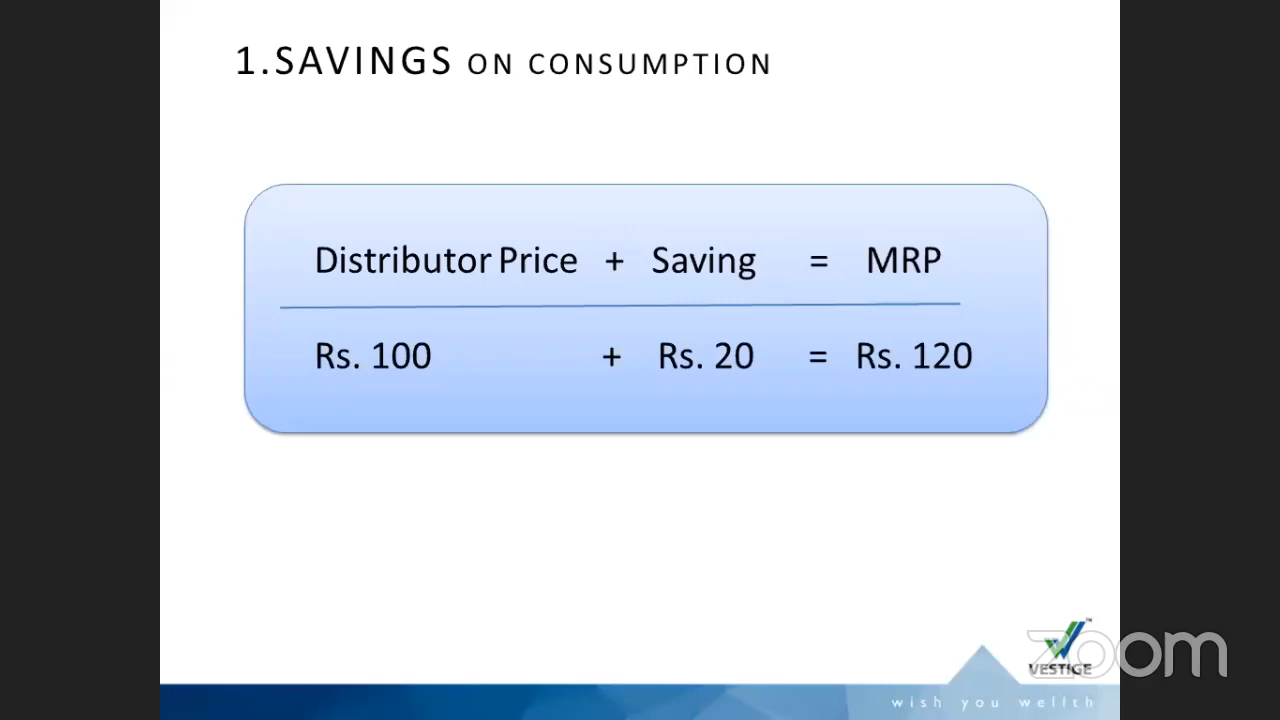 1.SAVINGS ON CONSUMPTION
Distributor Price + Saving = MRP
Rs. 100 + Rs. 20 = Rs. 120
VESTIGE
zoom
wish you wellth